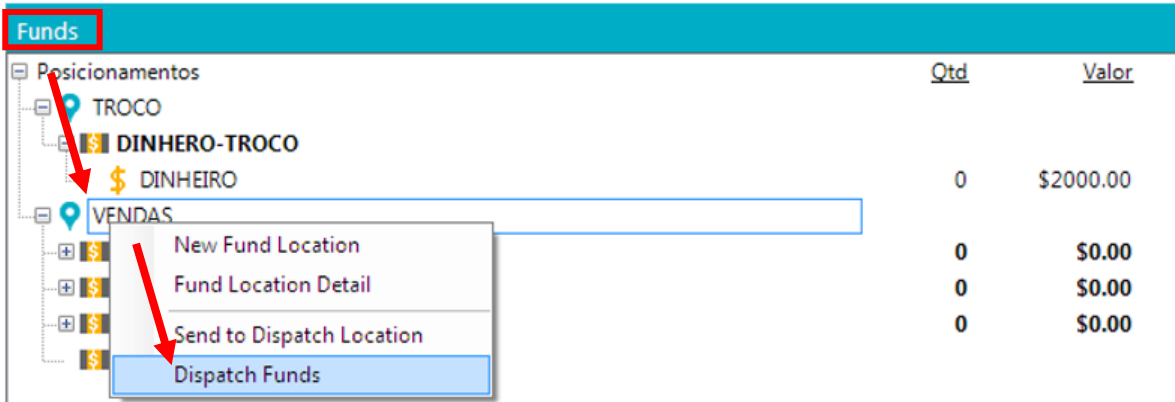 Funds
Posicionamentos Qtd Valor
TROCO
DINHERO-TROCO
$ DINHEIRO 0 $2000.00
VENDAS
New Fund Location 0 $0.00
Fund Location Detail 0 $0.00
Send to Dispatch Location 0 $0.00
Dispatch Funds